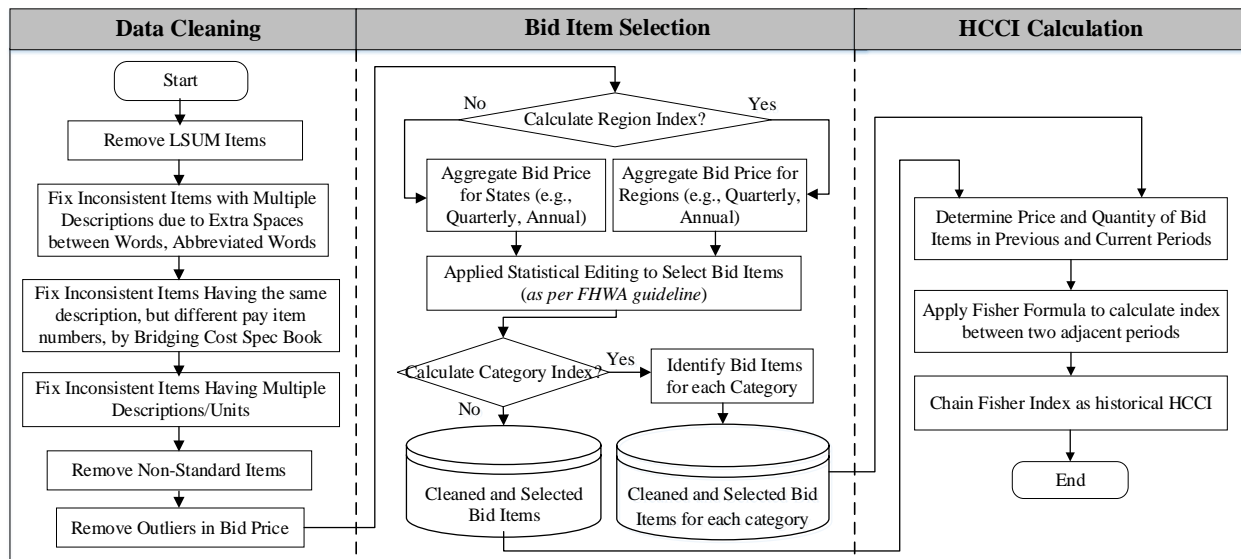 Data Cleaning
Start
Remove LSUM Items
Fix Inconsistent Items with Multiple
Descriptions due to Extra Spaces
between Words, Abbreviated Words
Fix Inconsistent Items Having the same
description, but different pay item
numbers, by Bridging Cost Spec Book
Fix Inconsistent Items Having Multiple
Descriptions/Units
Remove Non-Standard Items
Remove Outliers in Bid Price
Bid Item Selection
No
Calculate Region Index?
Yes
Aggregate Bid Price
for States (e.g.,
Quarterly, Annual)
Aggregate Bid Price for
Regions (e.g., Quarterly,
Annual)
Applied Statistical Editing to Select Bid Items
(as per FHWA guideline)
Calculate Category Index?
Yes
Identify Bid Items
for each Category
No
Cleaned and Selected
Bid Items
Cleaned and Selected Bid
Items for each category
HCCI Calculation
Determine Price and Quantity of Bid
Items in Previous and Current Periods
Apply Fisher Formula to calculate index
between two adjacent periods
Chain Fisher Index as historical HCCI
End